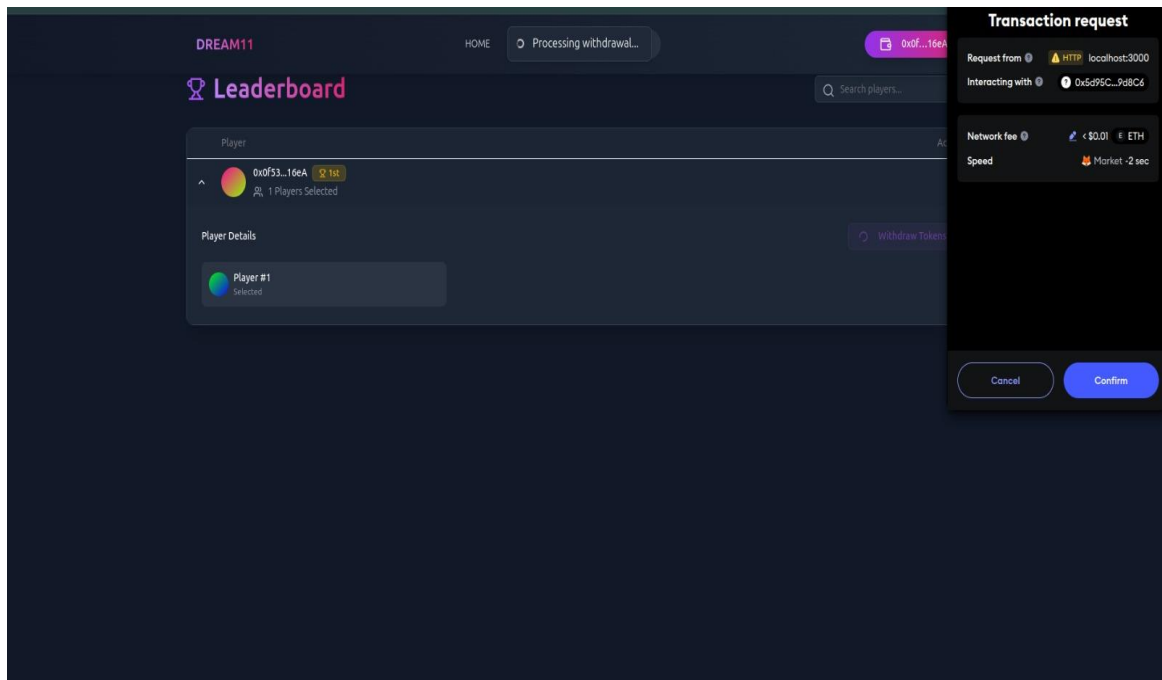 DREAM11
HOME
Processing withdrawal...
0x0f...16eA
Leaderboard
Search players...
Player
0x0f53...16eA
1st
1 Players Selected
Player Details
Withdraw Tokens
Player #1
Selected
Transaction request
Request from
HTTP localhost:3000
Interacting with
0x5d95C...9d8C6
Network fee
< $0.01 E ETH
Speed
Market ~2 sec
Cancel
Confirm